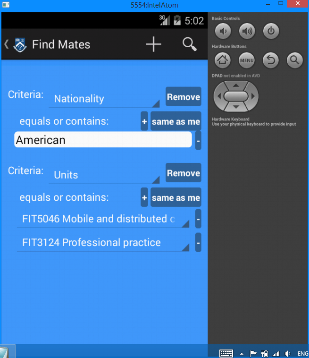 5554:IntelAtom
3G 5:02
Find Mates
Criteria: Nationality Remove
equals or contains: + same as me
American -
Criteria: Units Remove
equals or contains: + same as me
FIT5046 Mobile and distributed c -
FIT3124 Professional practice -
Basic Controls
Hardware Buttons
MENU
DPAD not enabled in AVD
Hardware Keyboard
Use your physical keyboard to provide input
ENG